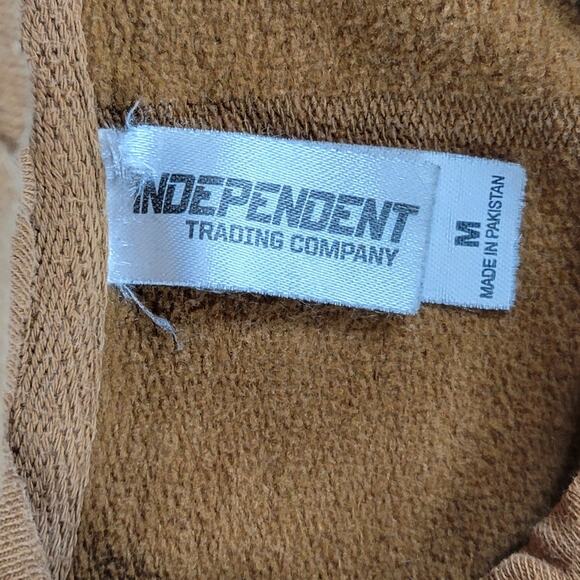 INDEPENDENT
TRADING COMPANY
M
MADE IN PAKISTAN